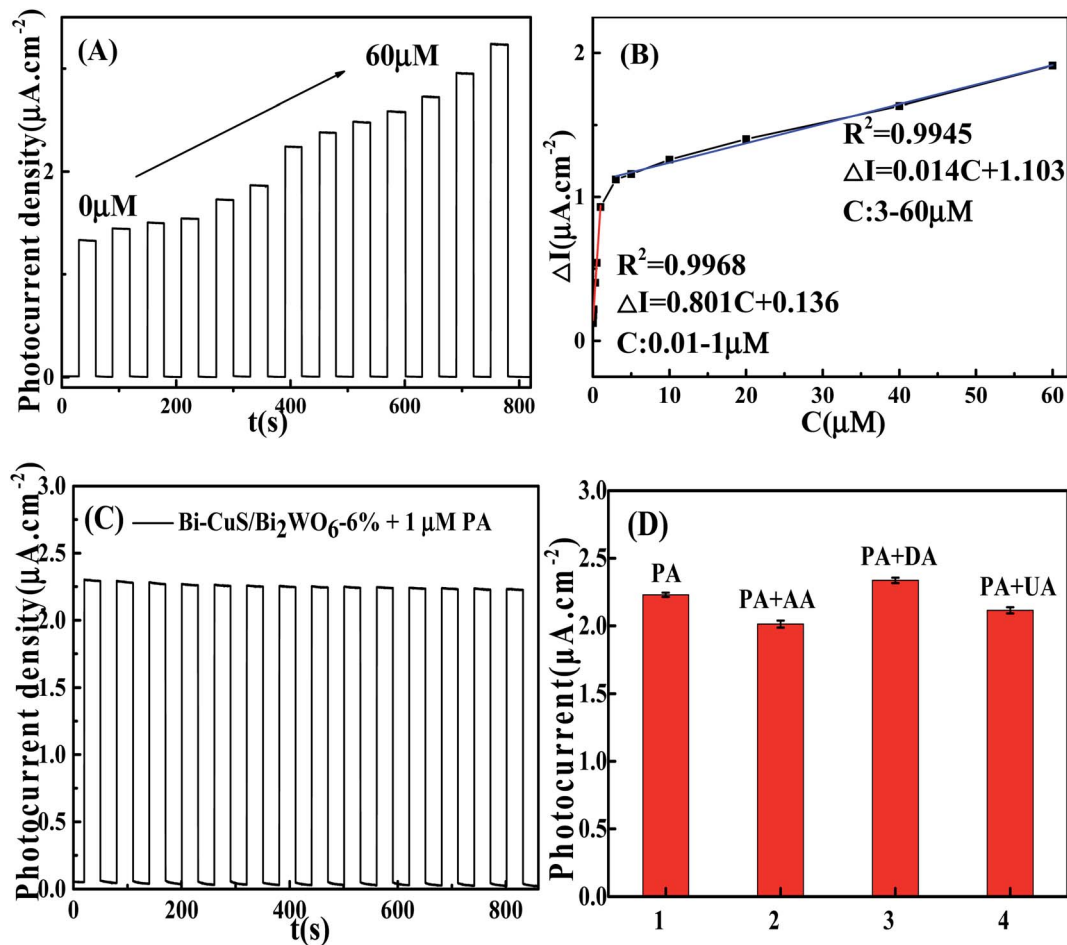 (A)
60μM
0μM
Photocurrent density(μA.cm⁻²)
2
0
0 200 400 600 800
t(s)
(B)
R²=0.9945
△I=0.014C+1.103
C:3-60μM
R²=0.9968
△I=0.801C+0.136
C:0.01-1μM
△I(μA.cm⁻²)
2
1
0
0 10 20 30 40 50 60
C(μM)
(C) Bi-CuS/Bi₂WO₆-6% + 1 μM PA
Photocurrent density(μA.cm⁻²)
3.0
2.5
2.0
1.5
1.0
0.5
0.0
0 200 400 600 800
t(s)
(D)
PA
PA+AA
PA+DA
PA+UA
Photocurrent(μA.cm⁻²)
3.0
2.5
2.0
1.5
1.0
0.5
0.0
1 2 3 4